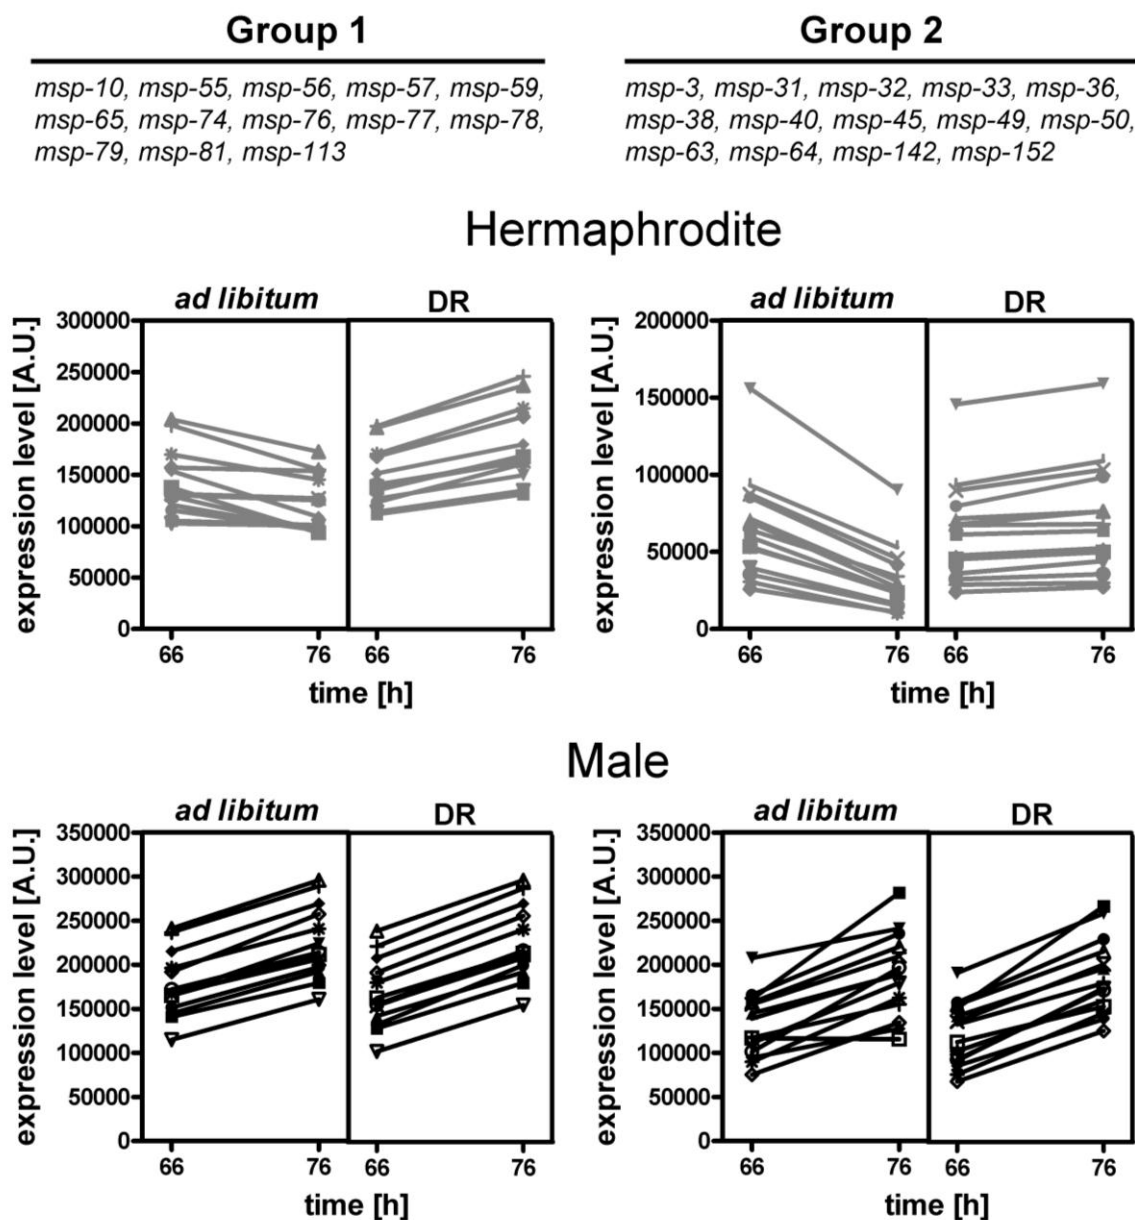 Group 1
msp-10, msp-55, msp-56, msp-57, msp-59,
msp-65, msp-74, msp-76, msp-77, msp-78,
msp-79, msp-81, msp-113
Group 2
msp-3, msp-31, msp-32, msp-33, msp-36,
msp-38, msp-40, msp-45, msp-49, msp-50,
msp-63, msp-64, msp-142, msp-152
Hermaphrodite
ad libitum
DR
expression level [A.U.]
300000
250000
200000
150000
100000
50000
0
66
76
66
76
time [h]
ad libitum
DR
expression level [A.U.]
200000
150000
100000
50000
0
66
76
66
76
time [h]
Male
ad libitum
DR
expression level [A.U.]
350000
300000
250000
200000
150000
100000
50000
0
66
76
66
76
time [h]
ad libitum
DR
expression level [A.U.]
350000
300000
250000
200000
150000
100000
50000
0
66
76
66
76
time [h]